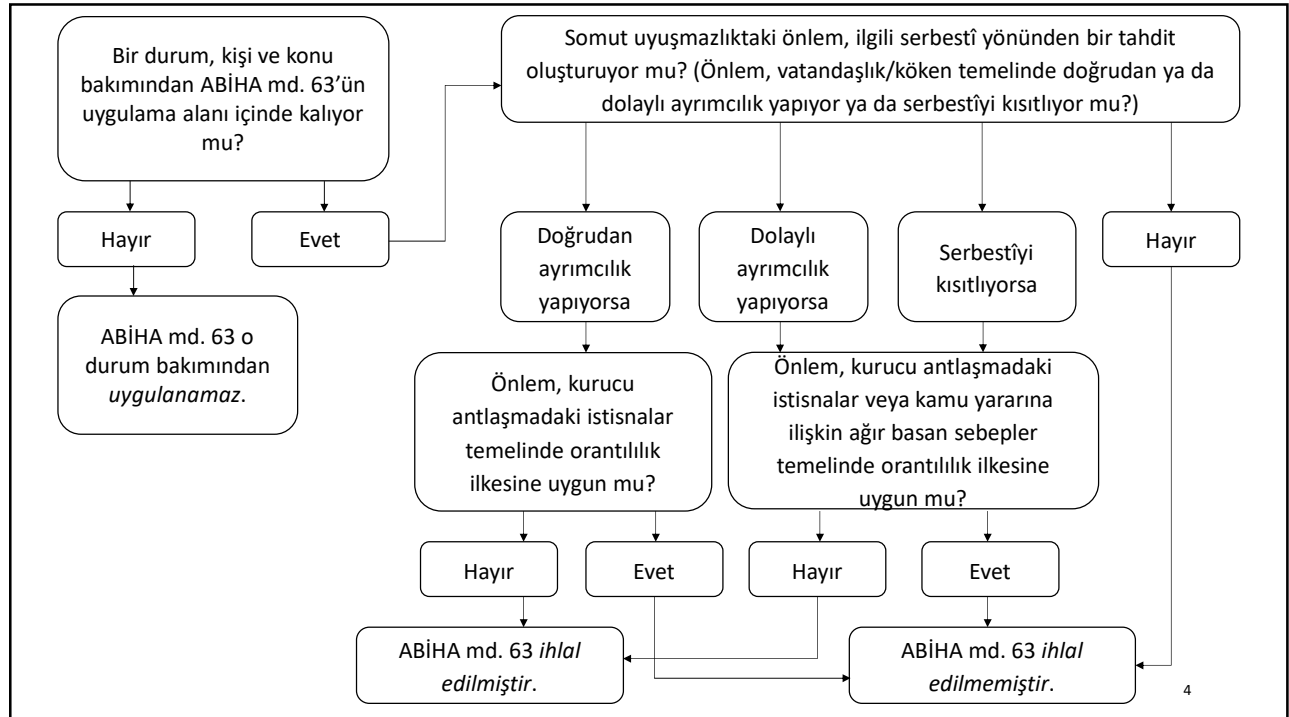 Bir durum, kişi ve konu
bakımından ABİHA md. 63’ün
uygulama alanı içinde kalıyor
mu?
Hayır
Evet
ABİHA md. 63 o
durum bakımından
uygulanamaz.
Somut uyuşmazlıktaki önlem, ilgili serbestî yönünden bir tahdit
oluşturuyor mu? (Önlem, vatandaşlık/köken temelinde doğrudan ya da
dolaylı ayrımcılık yapıyor ya da serbestîyi kısıtlıyor mu?)
Doğrudan
ayrımcılık
yapıyorsa
Dolaylı
ayrımcılık
yapıyorsa
Serbestîyi
kısıtlıyorsa
Hayır
Önlem, kurucu
antlaşmadaki istisnalar
temelinde orantılılık
ilkesine uygun mu?
Önlem, kurucu antlaşmadaki
istisnalar veya kamu yararına
ilişkin ağır basan sebepler
temelinde orantılılık ilkesine
uygun mu?
Hayır
Evet
Hayır
Evet
ABİHA md. 63 ihlal
edilmiştir.
ABİHA md. 63 ihlal
edilmemiştir.
4